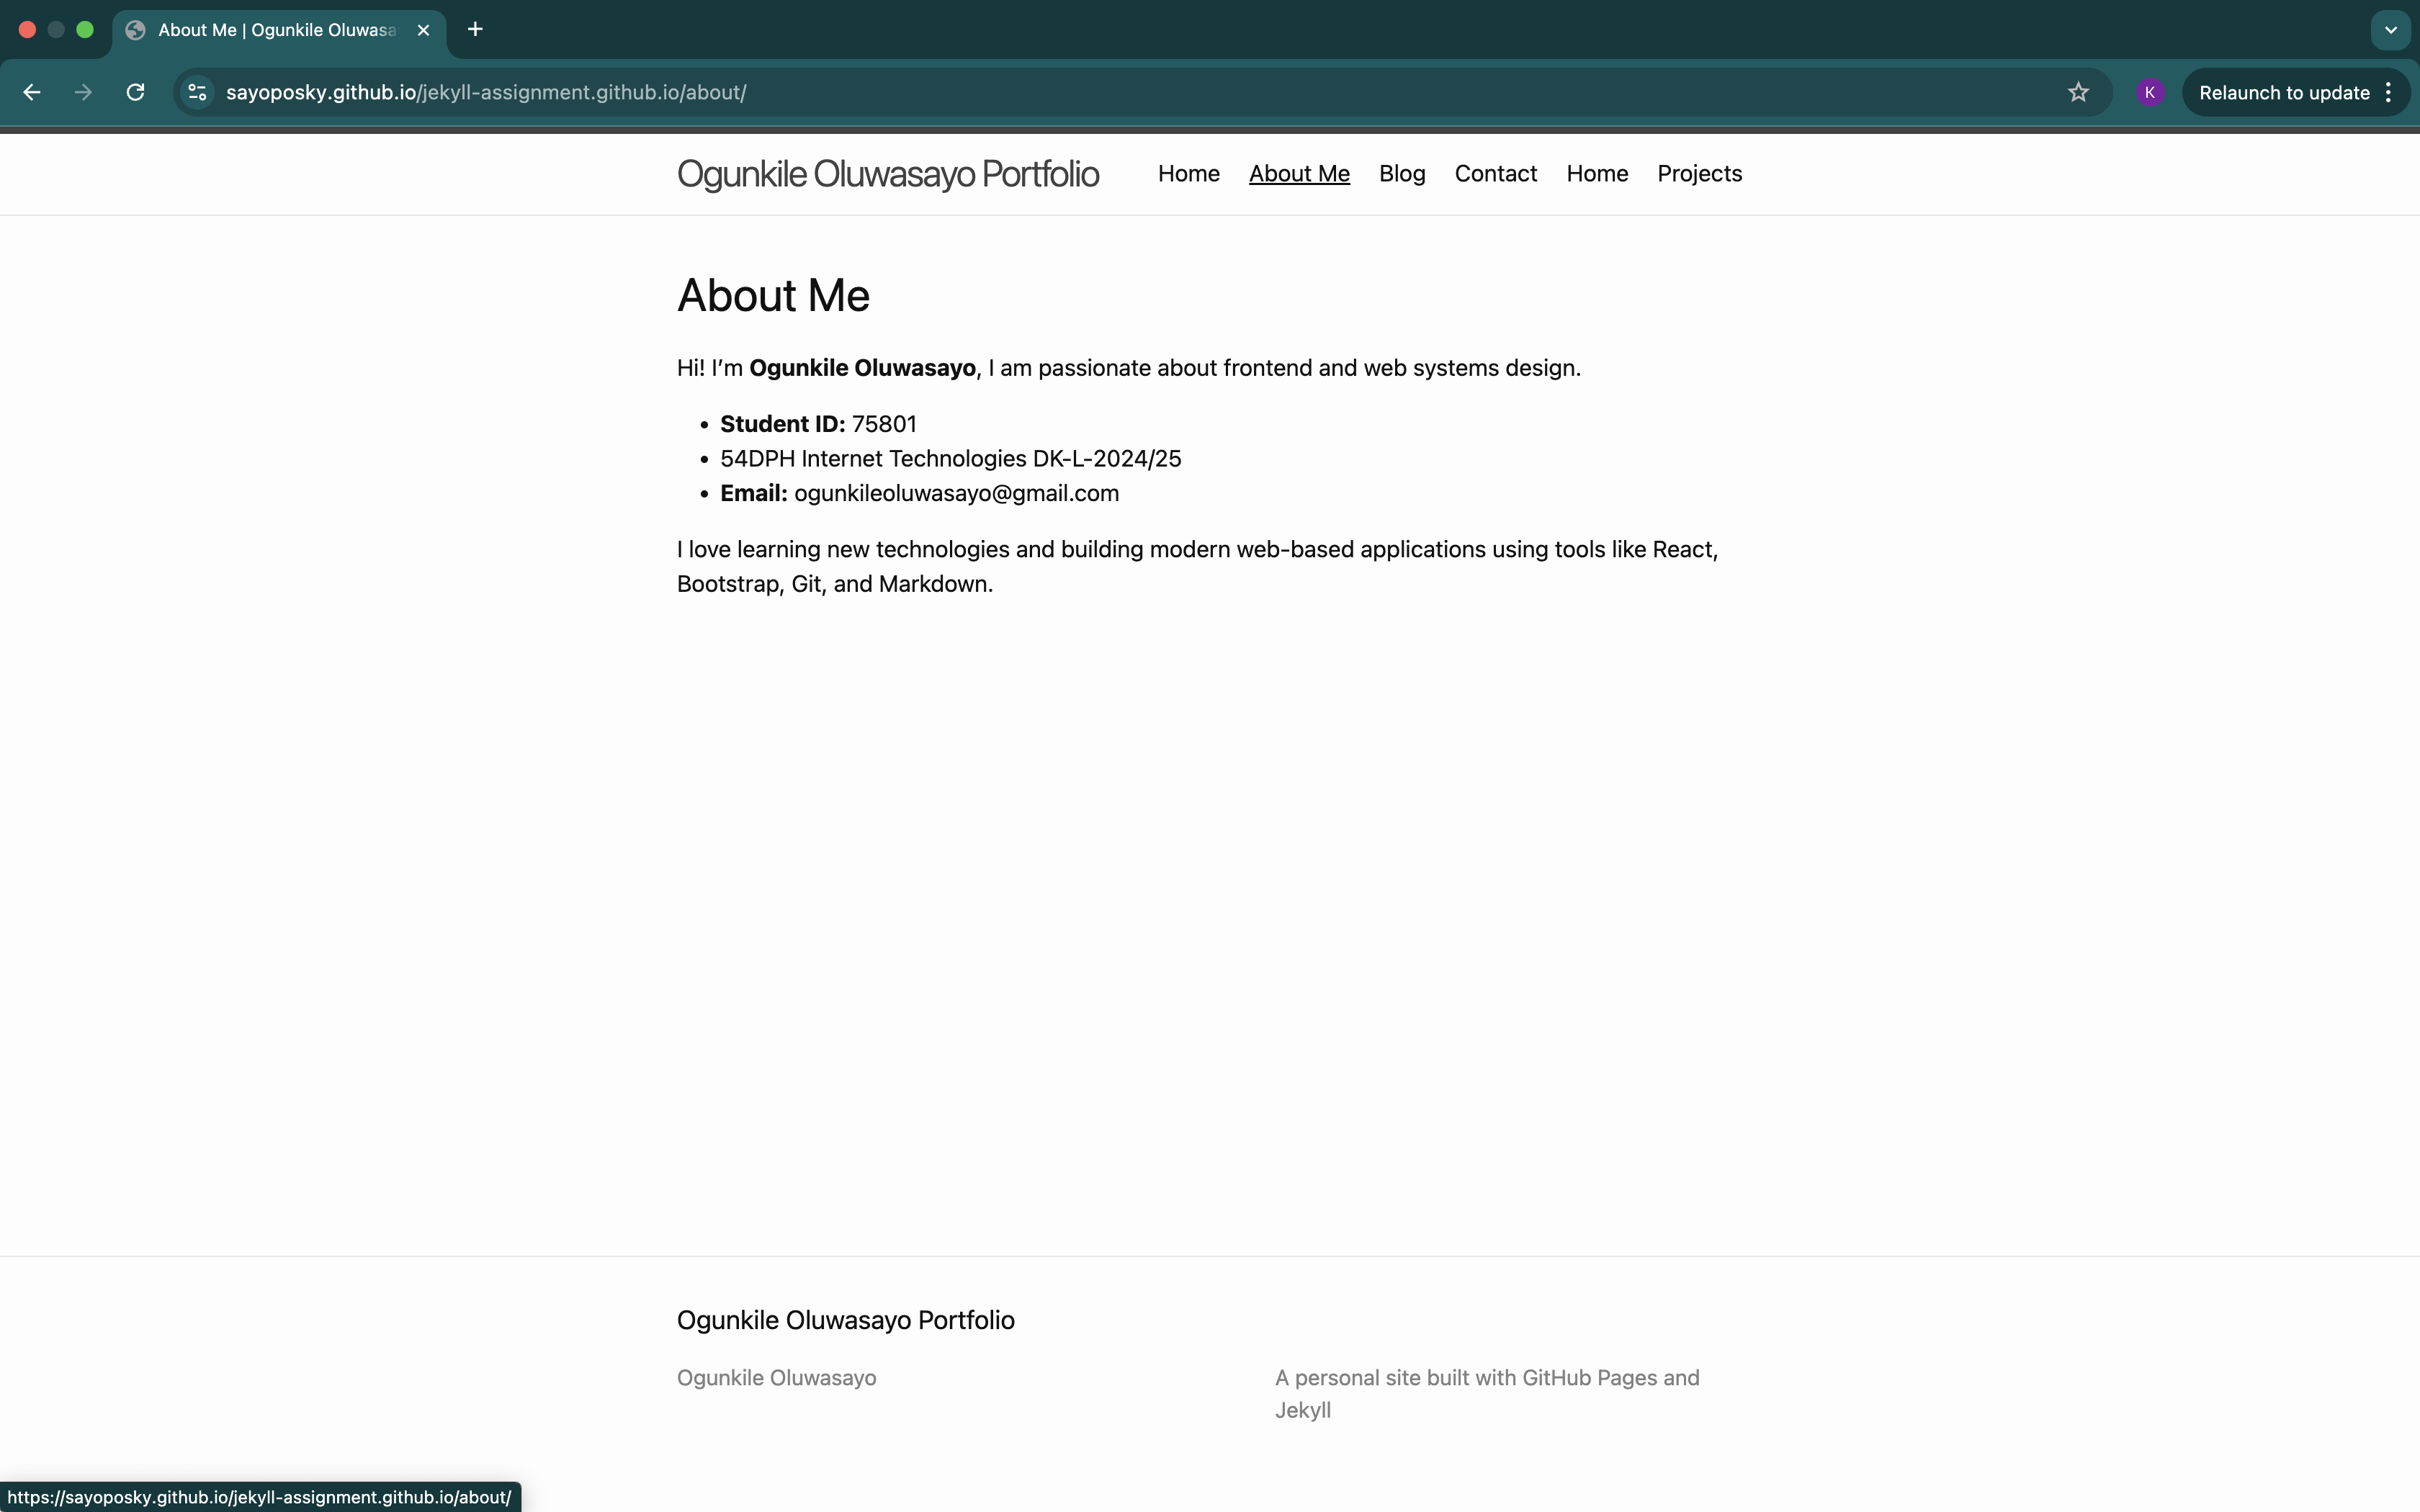 About Me | Ogunkile Oluwasa
sayoposky.github.io/jekyll-assignment.github.io/about/
K
Relaunch to update
Ogunkile Oluwasayo Portfolio Home About Me Blog Contact Home Projects
About Me
Hi! I’m Ogunkile Oluwasayo, I am passionate about frontend and web systems design.
• Student ID: 75801
• 54DPH Internet Technologies DK-L-2024/25
• Email: ogunkileoluwasayo@gmail.com
I love learning new technologies and building modern web-based applications using tools like React,
Bootstrap, Git, and Markdown.
Ogunkile Oluwasayo Portfolio
Ogunkile Oluwasayo
A personal site built with GitHub Pages and
Jekyll
https://sayoposky.github.io/jekyll-assignment.github.io/about/